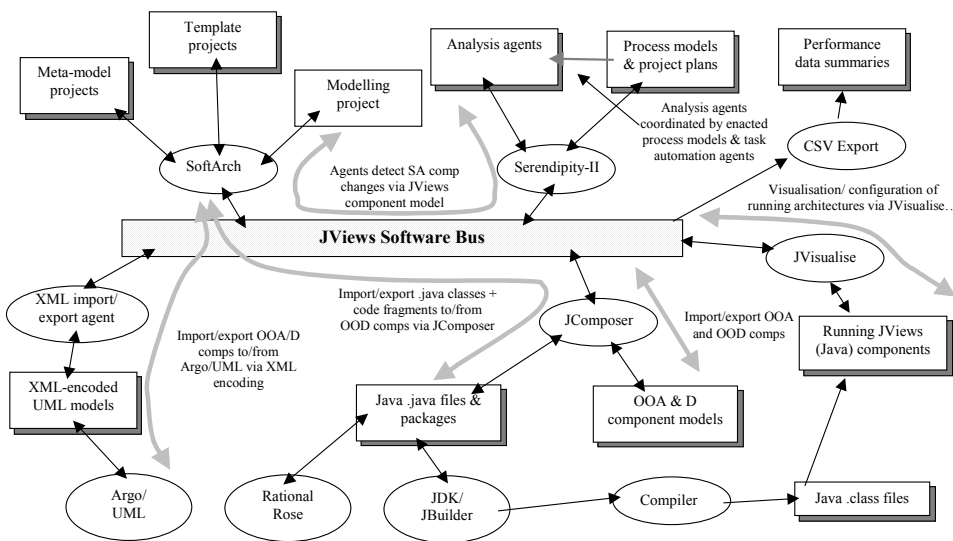 Template
projects
Meta-model
projects
Modelling
project
Analysis agents
Process models
& project plans
Performance
data summaries
SoftArch
Agents detect SA comp
changes via JViews
component model
Serendipity-II
Analysis agents
coordinated by enacted
process models & task
automation agents
CSV Export
Visualisation/ configuration of
running architectures via JVisualise…
JViews Software Bus
JVisualise
XML import/
export agent
Import/export OOA/D
comps to/from
Argo/UML via XML
encoding
Import/export .java classes +
code fragments to/from
OOD comps via JComposer
JComposer
Import/export OOA
and OOD comps
Running JViews
(Java) components
XML-encoded
UML models
Java .java files &
packages
OOA & D
component models
Argo/
UML
Rational
Rose
JDK/
JBuilder
Compiler
Java .class files